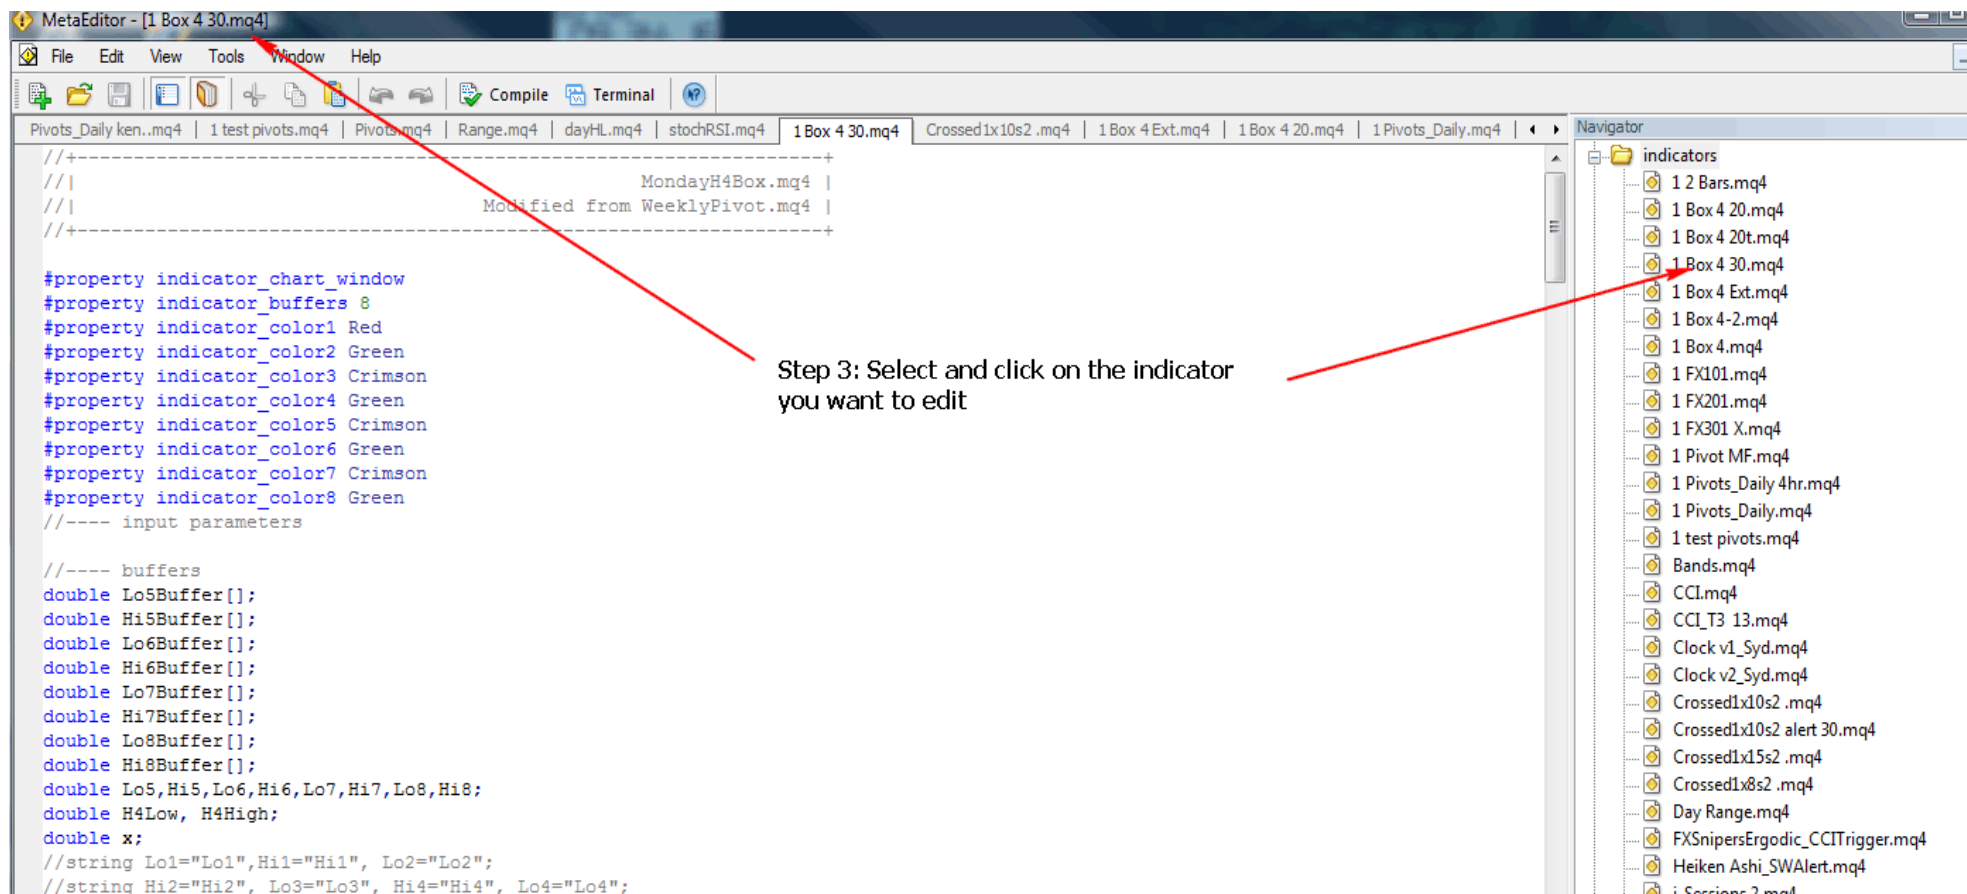 MetaEditor - [1 Box 4 30.mq4]
File Edit View Tools Window Help
Compile Terminal
Pivots_Daily ken..mq4 | 1 test pivots.mq4 | Pivots.mq4 | Range.mq4 | dayHL.mq4 | stochRSI.mq4 | 1 Box 4 30.mq4 | Crossed1x10s2 .mq4 | 1 Box 4 Ext.mq4 | 1 Box 4 20.mq4 | 1 Pivots_Daily.mq4 |
//+------------------------------------------------------------------+
//| MondayH4Box.mq4 |
//| Modified from WeeklyPivot.mq4 |
//+------------------------------------------------------------------+
#property indicator_chart_window
#property indicator_buffers 8
#property indicator_color1 Red
#property indicator_color2 Green
#property indicator_color3 Crimson
#property indicator_color4 Green
#property indicator_color5 Crimson
#property indicator_color6 Green
#property indicator_color7 Crimson
#property indicator_color8 Green
//---- input parameters
//---- buffers
double Lo5Buffer[];
double Hi5Buffer[];
double Lo6Buffer[];
double Hi6Buffer[];
double Lo7Buffer[];
double Hi7Buffer[];
double Lo8Buffer[];
double Hi8Buffer[];
double Lo5,Hi5,Lo6,Hi6,Lo7,Hi7,Lo8,Hi8;
double H4Low, H4High;
double x;
//string Lo1="Lo1",Hi1="Hi1", Lo2="Lo2";
//string Hi2="Hi2", Lo3="Lo3", Hi4="Hi4", Lo4="Lo4";
Step 3: Select and click on the indicator
you want to edit
Navigator
indicators
1 2 Bars.mq4
1 Box 4 20.mq4
1 Box 4 20t.mq4
1 Box 4 30.mq4
1 Box 4 Ext.mq4
1 Box 4-2.mq4
1 Box 4.mq4
1 FX101.mq4
1 FX201.mq4
1 FX301 X.mq4
1 Pivot MF.mq4
1 Pivots_Daily 4hr.mq4
1 Pivots_Daily.mq4
1 test pivots.mq4
Bands.mq4
CCI.mq4
CCI_T3 13.mq4
Clock v1_Syd.mq4
Clock v2_Syd.mq4
Crossed1x10s2 .mq4
Crossed1x10s2 alert 30.mq4
Crossed1x15s2 .mq4
Crossed1x8s2 .mq4
Day Range.mq4
FXSnipersErgodic_CCITrigger.mq4
Heiken Ashi_SWAlert.mq4
i-Sessions 2.mq4